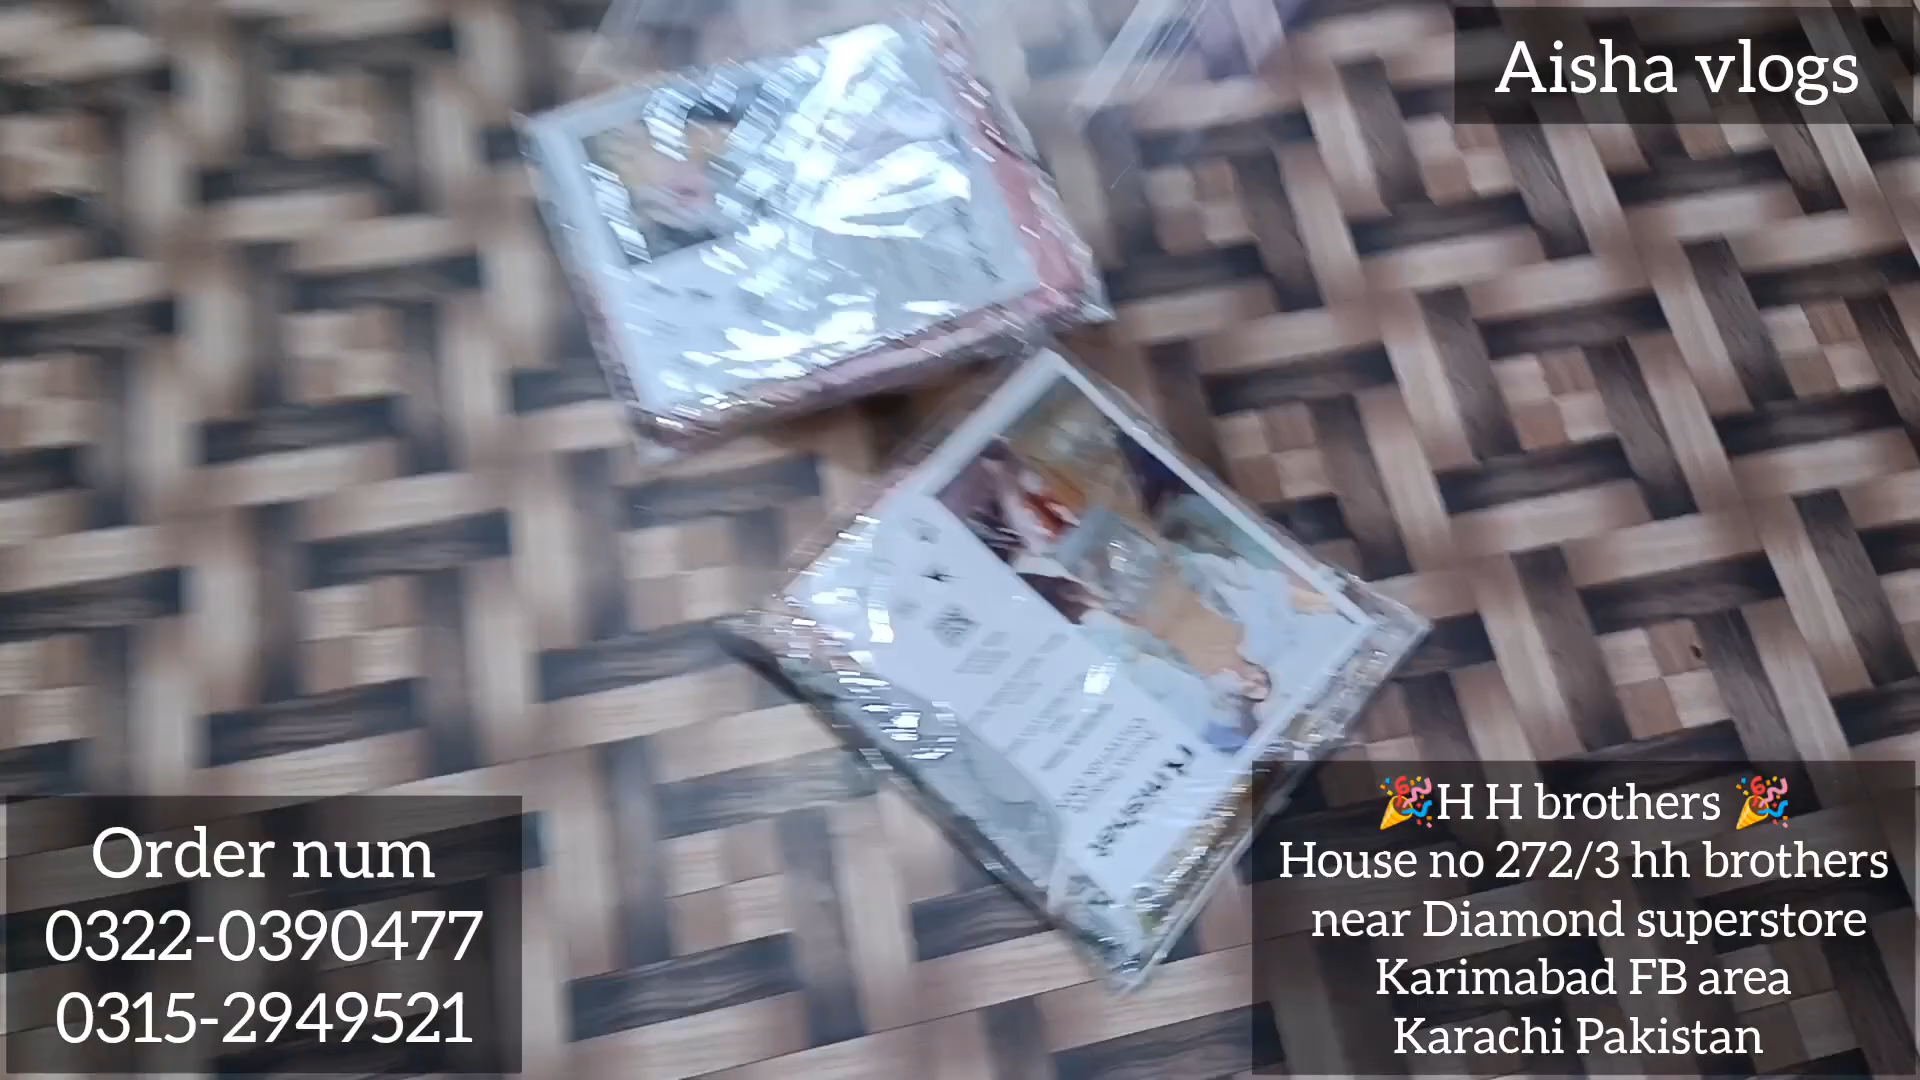 Aisha vlogs
Order num
0322-0390477
0315-2949521
🎉H H brothers 🎉
House no 272/3 hh brothers
near Diamond superstore
Karimabad FB area
Karachi Pakistan